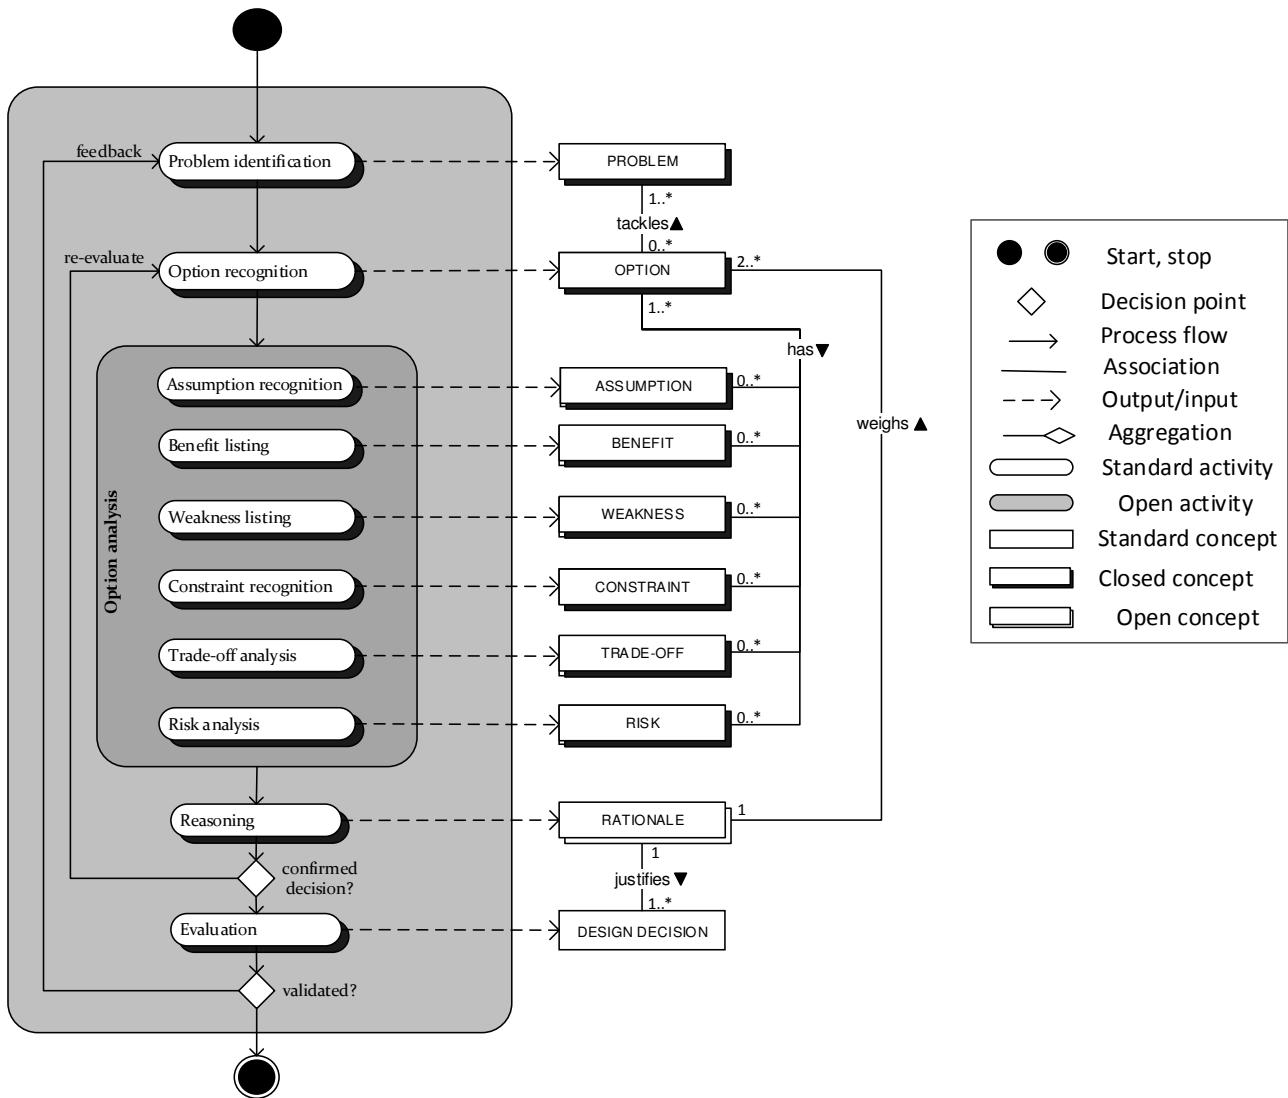 feedback
Problem identification
PROBLEM
1..*
tackles▲
0..*
re-evaluate
Option recognition
OPTION
2..*
1..*
has▼
Option analysis
Assumption recognition
ASSUMPTION
0..*
Benefit listing
BENEFIT
0..*
weighs ▲
Weakness listing
WEAKNESS
0..*
Constraint recognition
CONSTRAINT
0..*
Trade-off analysis
TRADE-OFF
0..*
Risk analysis
RISK
0..*
Reasoning
RATIONALE
1
1
justifies ▼
1..*
confirmed
decision?
Evaluation
DESIGN DECISION
validated?
Start, stop
Decision point
Process flow
Association
Output/input
Aggregation
Standard activity
Open activity
Standard concept
Closed concept
Open concept